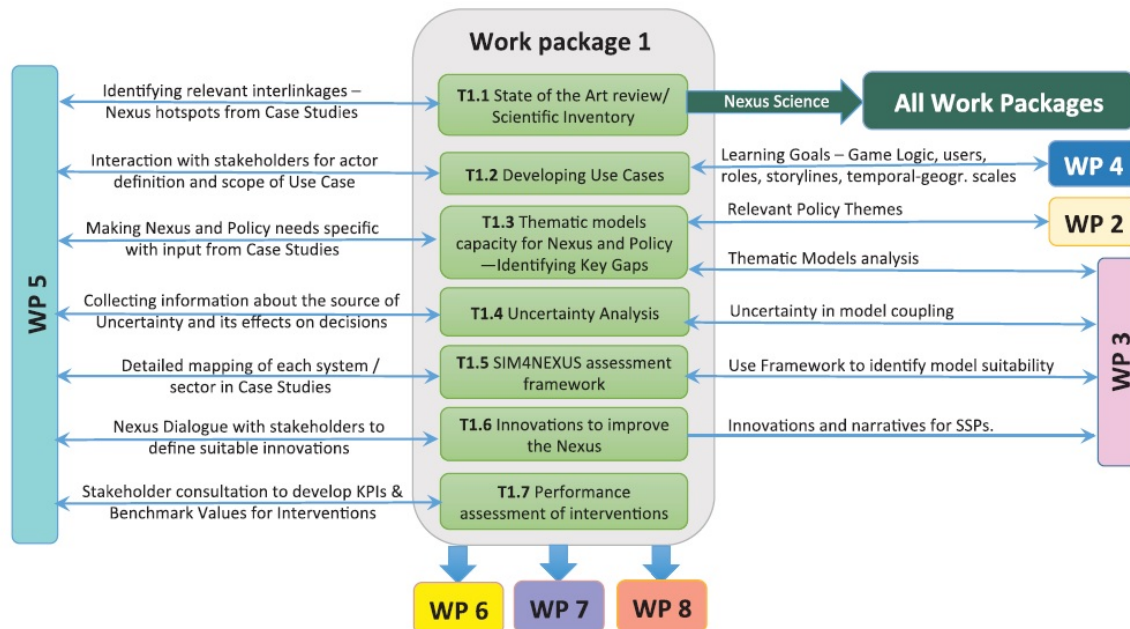 Work package 1
Identifying relevant interlinkages –
Nexus hotspots from Case Studies
T1.1 State of the Art review/
Scientific Inventory
Nexus Science
All Work Packages
Interaction with stakeholders for actor
definition and scope of Use Case
T1.2 Developing Use Cases
Learning Goals – Game Logic, users,
roles, storylines, temporal-geogr. scales
WP 4
Making Nexus and Policy needs specific
with input from Case Studies
T1.3 Thematic models
capacity for Nexus and Policy
—Identifying Key Gaps
Relevant Policy Themes
WP 2
Thematic Models analysis
WP 5
Collecting information about the source of
Uncertainty and its effects on decisions
T1.4 Uncertainty Analysis
Uncertainty in model coupling
WP 3
Detailed mapping of each system /
sector in Case Studies
T1.5 SIM4NEXUS assessment
framework
Use Framework to identify model suitability
Nexus Dialogue with stakeholders to
define suitable innovations
T1.6 Innovations to improve
the Nexus
Innovations and narratives for SSPs.
Stakeholder consultation to develop KPIs &
Benchmark Values for Interventions
T1.7 Performance
assessment of interventions
WP 6
WP 7
WP 8